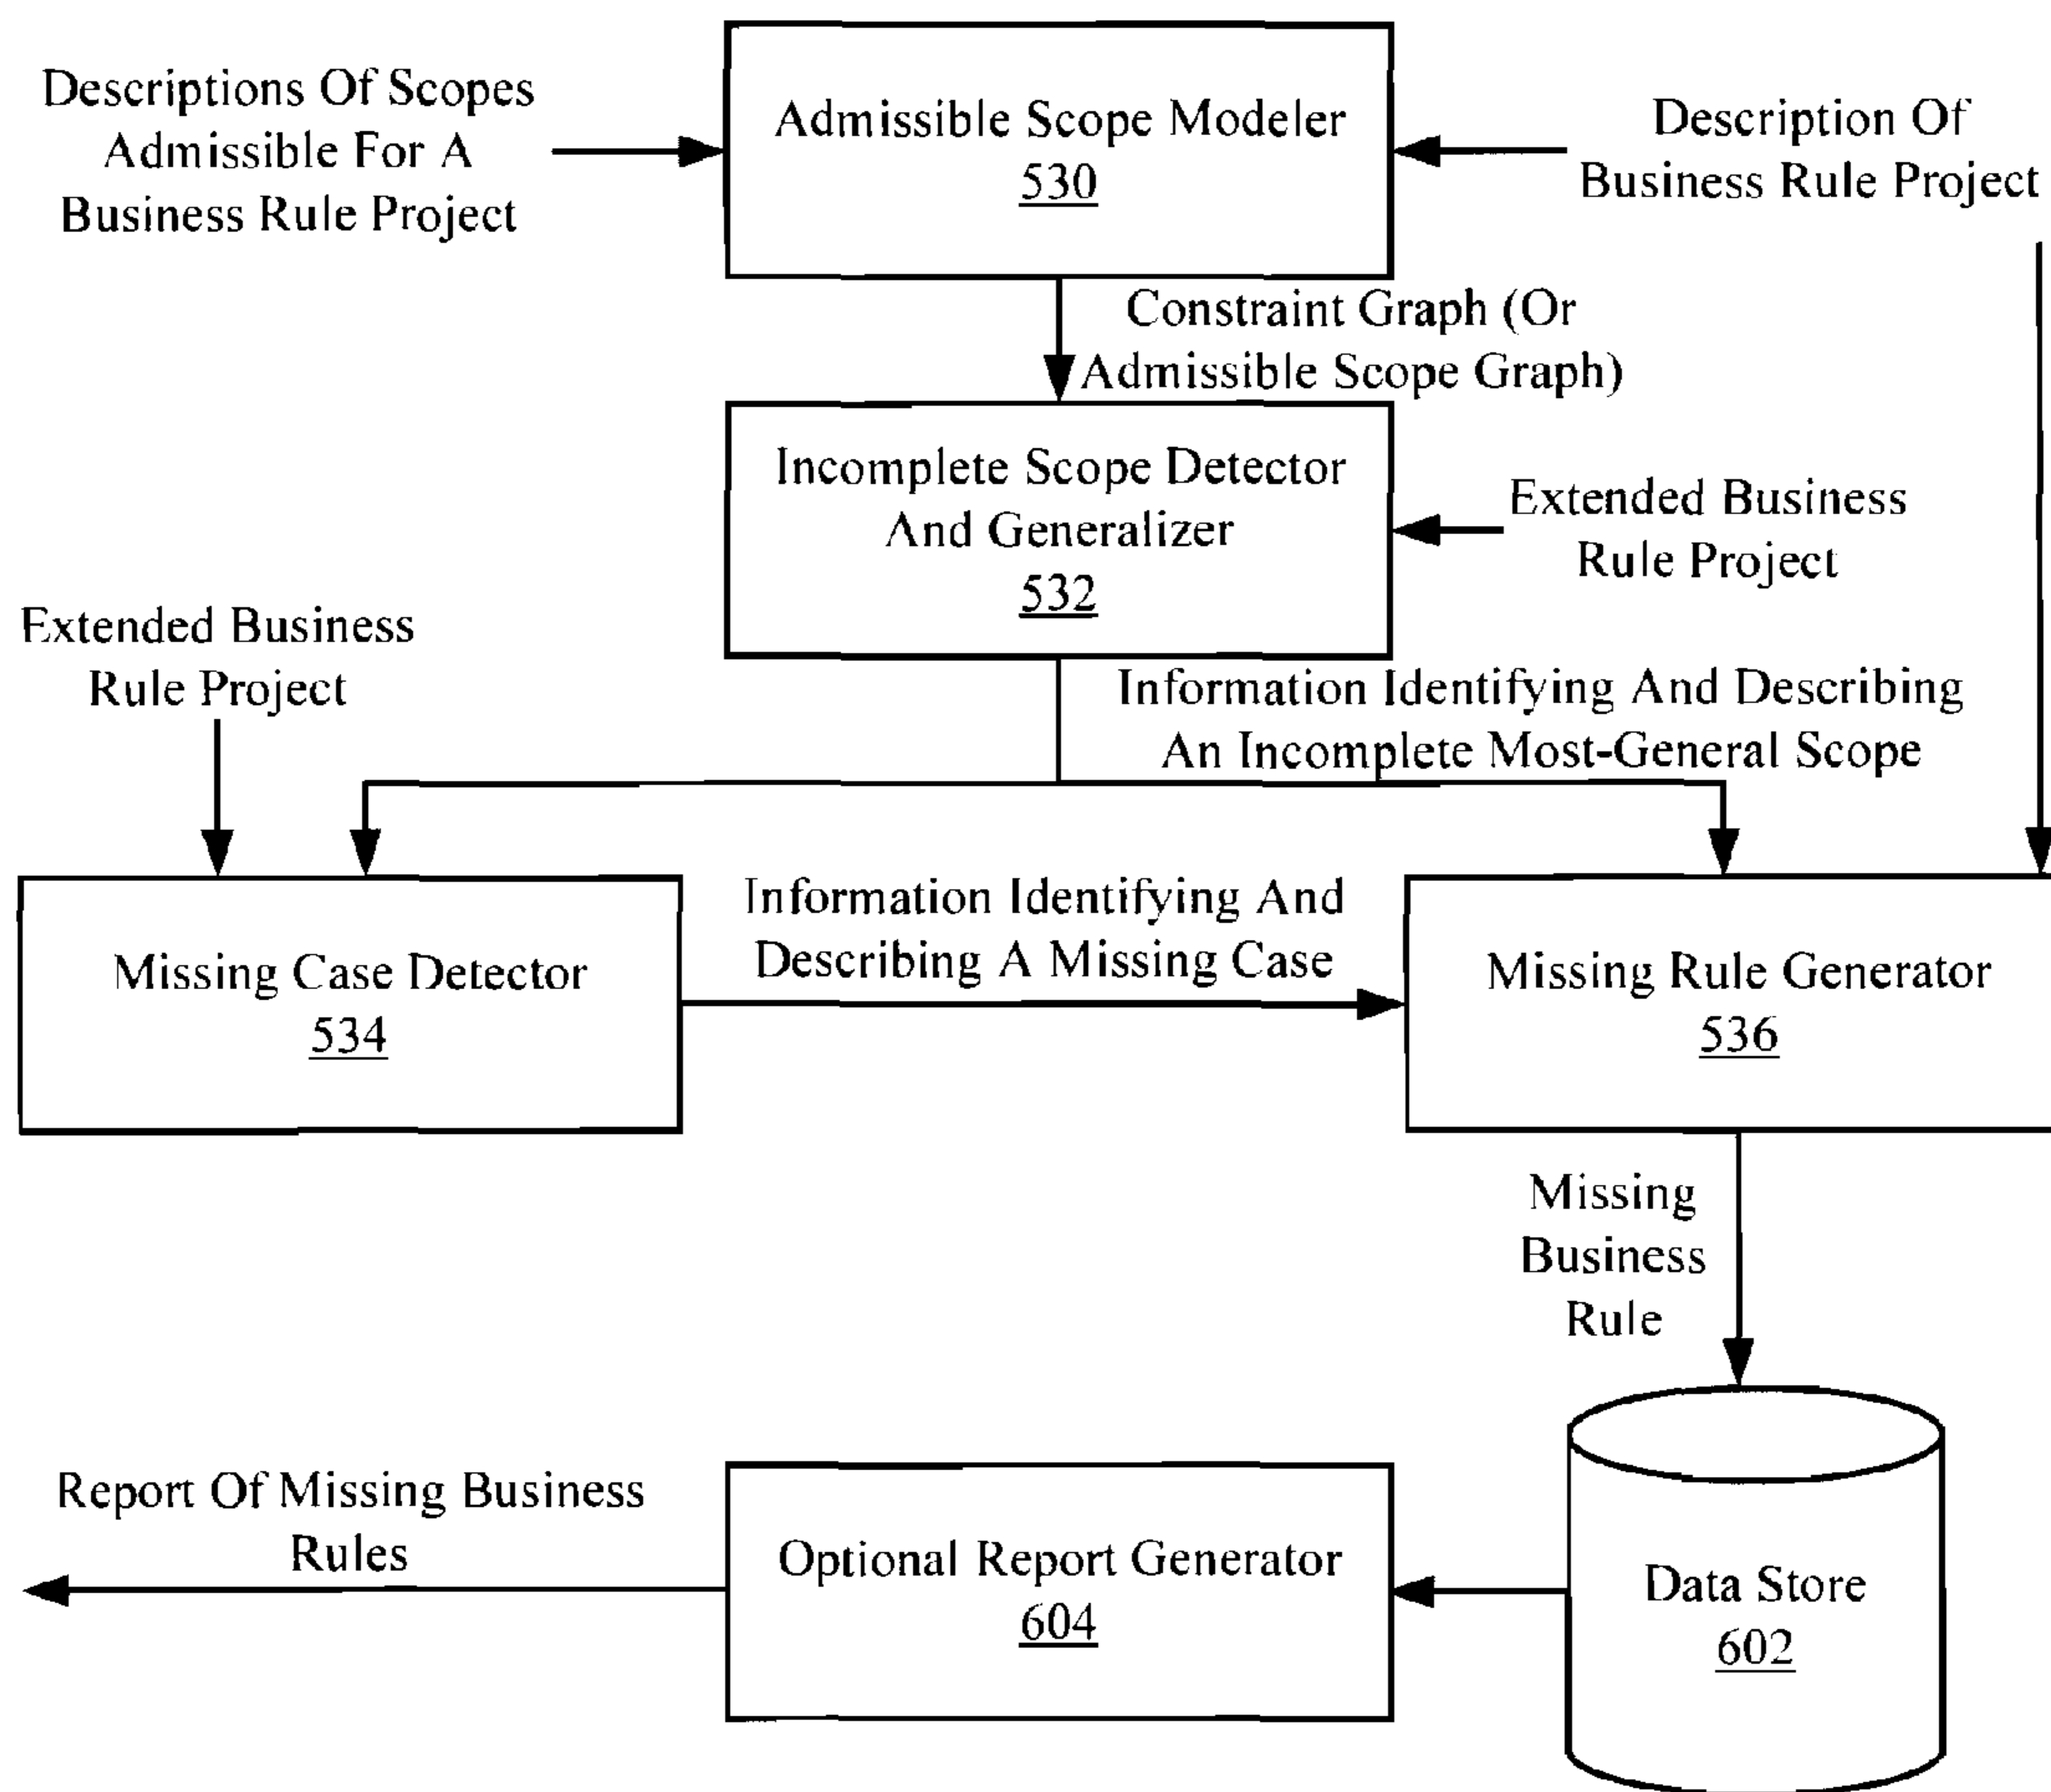 Descriptions Of Scopes
Admissible For A
Business Rule Project
Admissible Scope Modeler
530
Description Of
Business Rule Project
Constraint Graph (Or
Admissible Scope Graph)
Incomplete Scope Detector
And Generalizer
532
Extended Business
Rule Project
Extended Business
Rule Project
Information Identifying And Describing
An Incomplete Most-General Scope
Missing Case Detector
534
Information Identifying And
Describing A Missing Case
Missing Rule Generator
536
Missing
Business
Rule
Report Of Missing Business
Rules
Optional Report Generator
604
Data Store
602